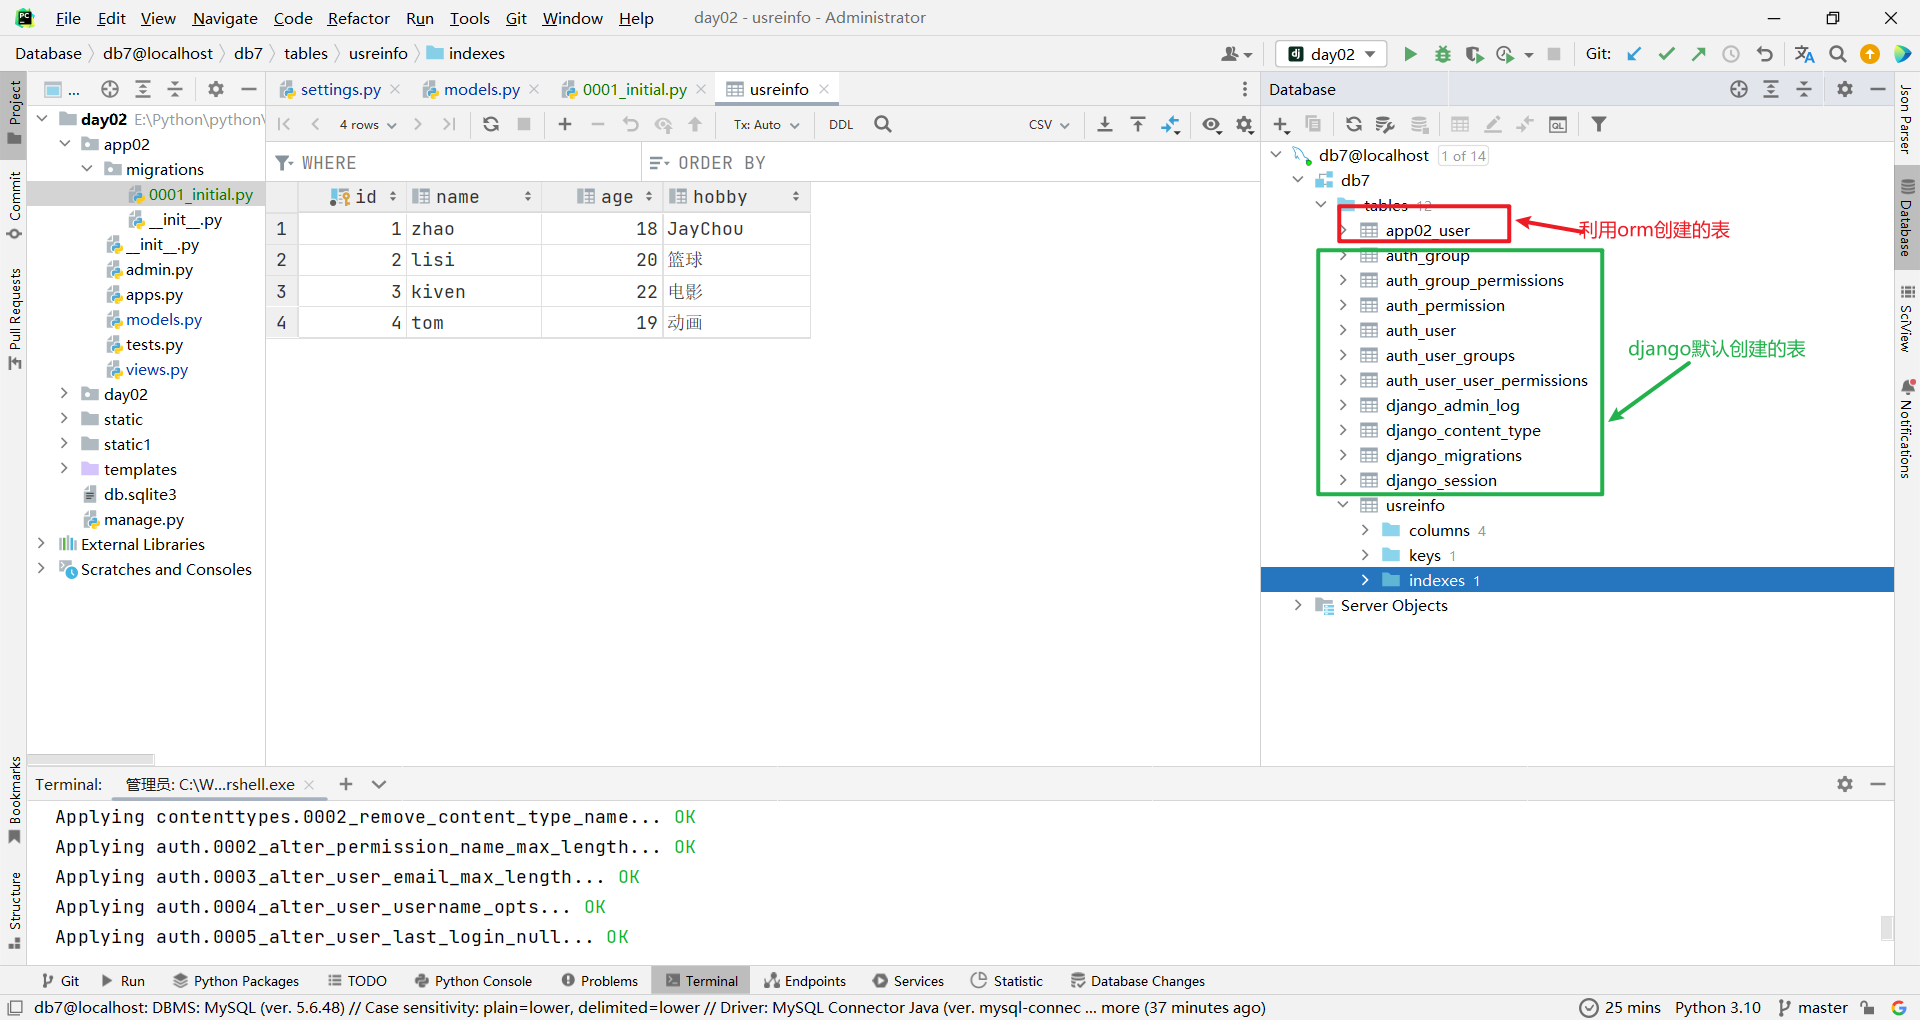 File Edit View Navigate Code Refactor Run Tools Git Window Help day02 - usreinfo - Administrator
Database db7@localhost db7 tables usreinfo indexes
day02
Git:
Project
Commit
Pull Requests
Bookmarks
Structure
...
day02 E:\Python\python\
app02
migrations
0001_initial.py
__init__.py
__init__.py
admin.py
apps.py
models.py
tests.py
views.py
day02
static
static1
templates
db.sqlite3
manage.py
External Libraries
Scratches and Consoles
settings.py models.py 0001_initial.py usreinfo
4 rows Tx: Auto DDL CSV
WHERE ORDER BY
id name age hobby
1 1 zhao 18 JayChou
2 2 lisi 20 篮球
3 3 kiven 22 电影
4 4 tom 19 动画
Database
db7@localhost 1 of 14
db7
tables 12
app02_user
auth_group
auth_group_permissions
auth_permission
auth_user
auth_user_groups
auth_user_user_permissions
django_admin_log
django_content_type
django_migrations
django_session
usreinfo
columns 4
keys 1
indexes 1
Server Objects
利用orm创建的表
django默认创建的表
Json Parser
Database
SciView
Notifications
Terminal: 管理员: C:\W...rshell.exe
Applying contenttypes.0002_remove_content_type_name... OK
Applying auth.0002_alter_permission_name_max_length... OK
Applying auth.0003_alter_user_email_max_length... OK
Applying auth.0004_alter_user_username_opts... OK
Applying auth.0005_alter_user_last_login_null... OK
Git Run Python Packages TODO Python Console Problems Terminal Endpoints Services Statistic Database Changes
db7@localhost: DBMS: MySQL (ver. 5.6.48) // Case sensitivity: plain=lower, delimited=lower // Driver: MySQL Connector Java (ver. mysql-connec ... more (37 minutes ago) 25 mins Python 3.10 master